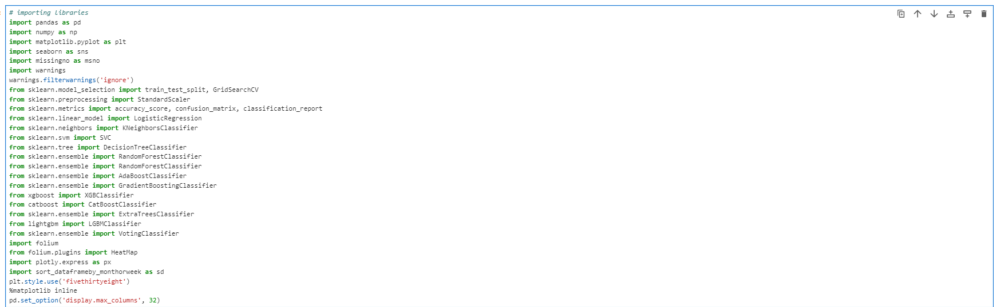 # importing libraries
import pandas as pd
import numpy as np
import matplotlib.pyplot as plt
import seaborn as sns
import missingno as msno
import warnings
warnings.filterwarnings('ignore')
from sklearn.model_selection import train_test_split, GridSearchCV
from sklearn.preprocessing import StandardScaler
from sklearn.metrics import accuracy_score, confusion_matrix, classification_report
from sklearn.linear_model import LogisticRegression
from sklearn.neighbors import KNeighborsClassifier
from sklearn.svm import SVC
from sklearn.tree import DecisionTreeClassifier
from sklearn.ensemble import RandomForestClassifier
from sklearn.ensemble import RandomForestClassifier
from sklearn.ensemble import AdaBoostClassifier
from sklearn.ensemble import GradientBoostingClassifier
from xgboost import XGBClassifier
from catboost import CatBoostClassifier
from sklearn.ensemble import ExtraTreesClassifier
from lightgbm import LGBMClassifier
from sklearn.ensemble import VotingClassifier
import folium
from folium.plugins import HeatMap
import plotly.express as px
import sort_dataframeby_monthorweek as sd
plt.style.use('fivethirtyeight')
%matplotlib inline
pd.set_option('display.max_columns', 32)